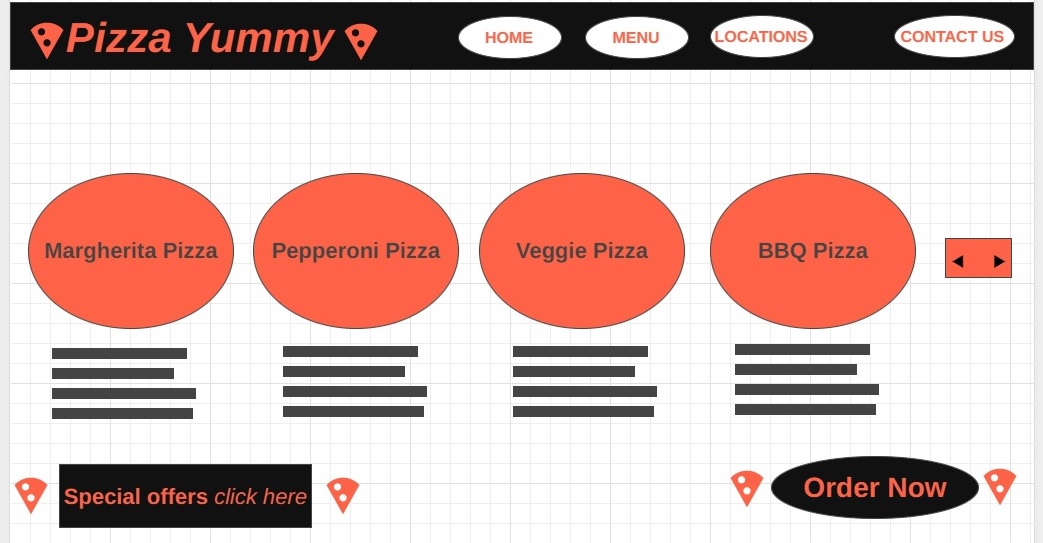 Pizza Yummy
HOME
MENU
LOCATIONS
CONTACT US
Margherita Pizza
Pepperoni Pizza
Veggie Pizza
BBQ Pizza
Special offers click here
Order Now